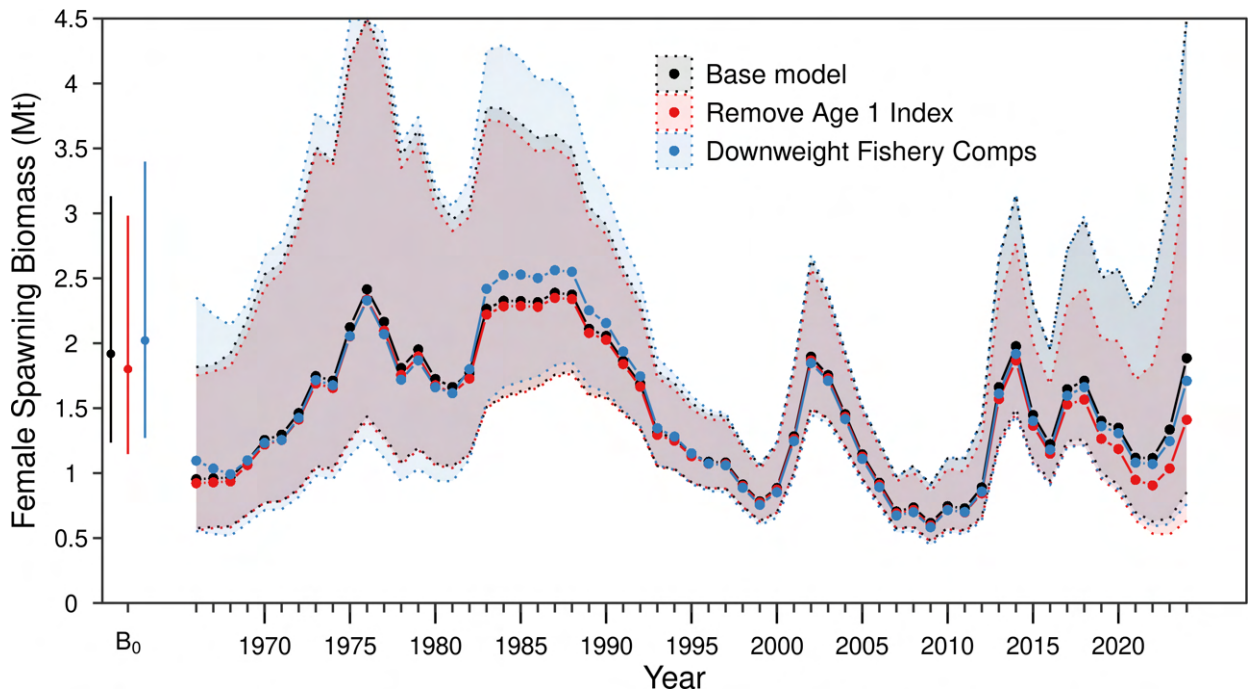 Female Spawning Biomass (Mt)
4.5
4
3.5
3
2.5
2
1.5
1
0.5
0
Base model
Remove Age 1 Index
Downweight Fishery Comps
B₀
1970 1975 1980 1985 1990 1995 2000 2005 2010 2015 2020
Year